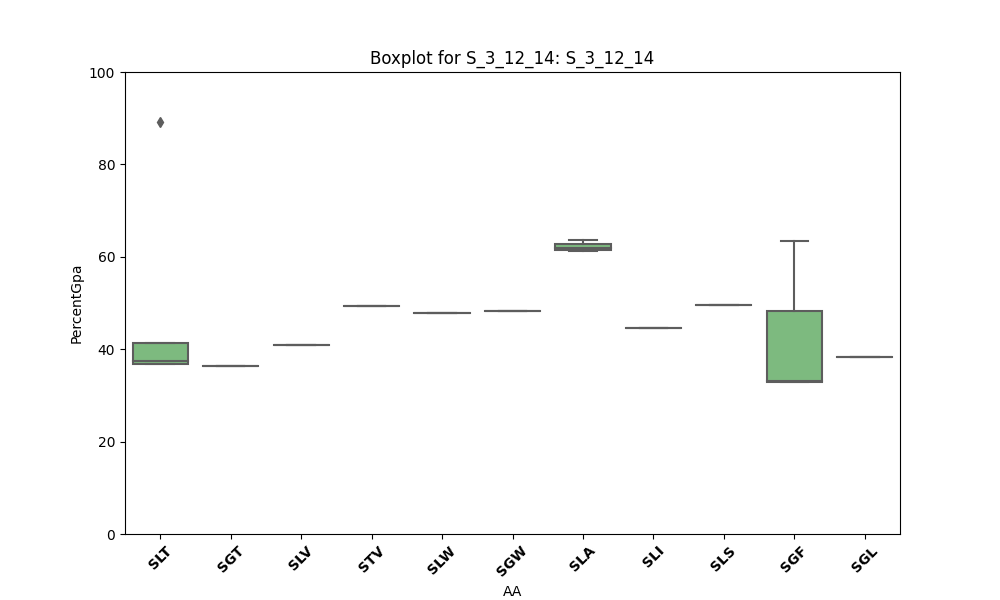 Boxplot for S_3_12_14: S_3_12_14
100
80
60
40
20
0
PercentGpa
SLT
SGT
SLV
STV
SLW
SGW
SLA
SLI
SLS
SGF
SGL
AA